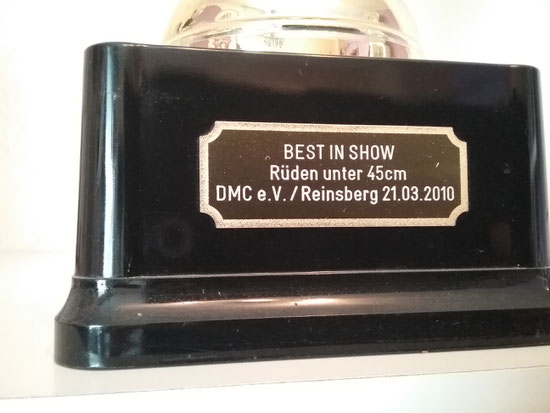 BEST IN SHOW
Rüden unter 45cm
DMC e.V. / Reinsberg 21.03.2010